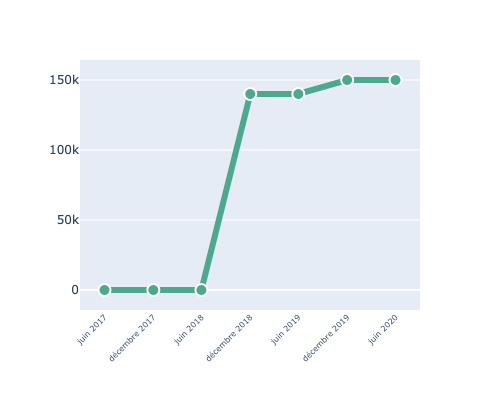 150k
100k
50k
0
juin 2017
décembre 2017
juin 2018
décembre 2018
juin 2019
décembre 2019
juin 2020